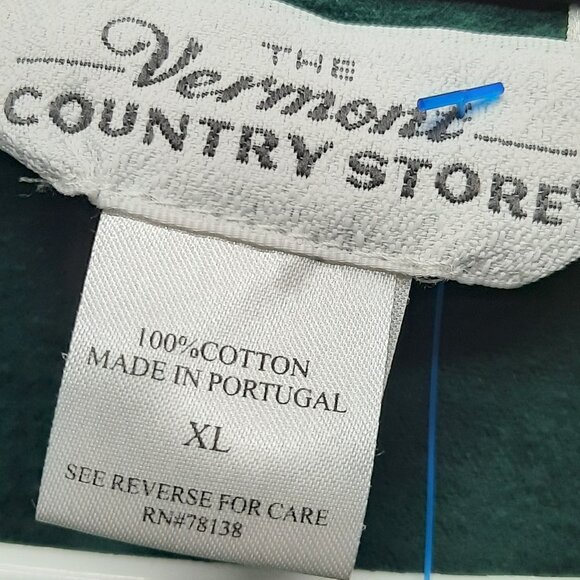 THE
Vermont
COUNTRY STORE
100%COTTON
MADE IN PORTUGAL
XL
SEE REVERSE FOR CARE
RN#78138